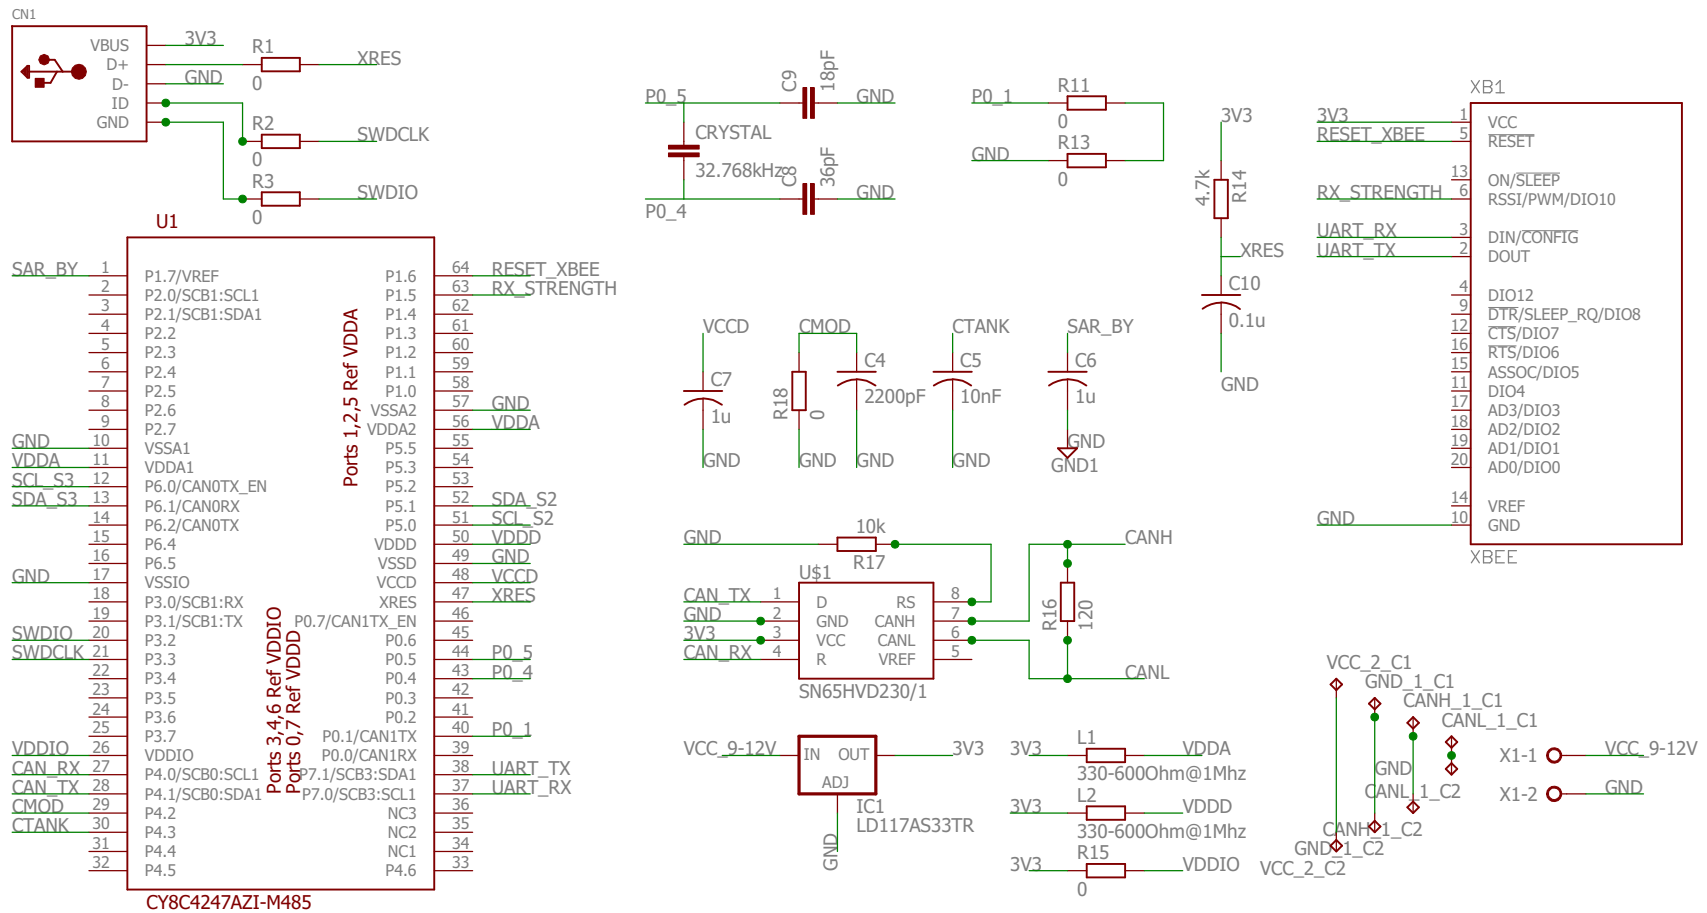 CN1
VBUS 3V3
D+ R1 0 XRES
D- GND
ID
GND
R2 0 SWDCLK
R3 0 SWDIO
U1
SAR_BY 1 P1.7/VREF
2 P2.0/SCB1:SCL1
3 P2.1/SCB1:SDA1
4 P2.2
5 P2.3
6 P2.4
7 P2.5
8 P2.6
9 P2.7
GND 10 VSSA1
VDDA 11 VDDA1
SCL_S3 12 P6.0/CAN0TX_EN
SDA_S3 13 P6.1/CAN0RX
14 P6.2/CAN0TX
15 P6.4
16 P6.5
GND 17 VSSIO
18 P3.0/SCB1:RX
19 P3.1/SCB1:TX
SWDIO 20 P3.2
SWDCLK 21 P3.3
22 P3.4
23 P3.5
24 P3.6
25 P3.7
VDDIO 26 VDDIO
CAN_RX 27 P4.0/SCB0:SCL1
CAN_TX 28 P4.1/SCB0:SDA1
CMOD 29 P4.2
CTANK 30 P4.3
31 P4.4
32 P4.5
P1.6 64 RESET_XBEE
P1.5 63 RX_STRENGTH
P1.4 62
P1.3 61
P1.2 60
P1.1 59
P1.0 58
VSSA2 57 GND
VDDA2 56 VDDA
P5.5 55
P5.3 54
P5.2 53
P5.1 52 SDA_S2
P5.0 51 SCL_S2
VDDD 50 VDDD
VSSD 49 GND
VCCD 48 VCCD
XRES 47 XRES
P0.7/CAN1TX_EN 46
P0.6 45
P0.5 44 P0_5
P0.4 43 P0_4
P0.3 42
P0.2 41
P0.1/CAN1TX 40 P0_1
P0.0/CAN1RX 39
P7.1/SCB3:SDA1 38 UART_TX
P7.0/SCB3:SCL1 37 UART_RX
NC3 36
NC2 35
NC1 34
P4.6 33
Ports 1,2,5 Ref VDDA
Ports 3,4,6 Ref VDDIO
Ports 0,7 Ref VDDD
CY8C4247AZI-M485
P0_5 C9 18pF GND
CRYSTAL
32.768kHz
P0_4 C8 36pF GND
P0_1 R11 0
GND R13 0
3V3
4.7k R14
XRES
C10
0.1u
GND
VCCD C7 1u GND
CMOD R18 0 GND
C4 2200pF GND
CTANK C5 10nF GND
SAR_BY C6 1u GND
GND1
GND 10k R17
U$1
CAN_TX 1 D
GND 2 GND
3V3 3 VCC
CAN_RX 4 R
RS 8
CANH 7
CANL 6
VREF 5
SN65HVD230/1
CANH
R16 120
CANL
VCC_9-12V IN OUT 3V3
ADJ
IC1
LD117AS33TR
GND
3V3 L1 VDDA
330-600Ohm@1Mhz
3V3 L2 VDDD
330-600Ohm@1Mhz
3V3 R15 VDDIO
0
XB1
3V3 1 VCC
RESET_XBEE 5 RESET
13 ON/SLEEP
RX_STRENGTH 6 RSSI/PWM/DIO10
UART_RX 3 DIN/CONFIG
UART_TX 2 DOUT
4 DIO12
9 DTR/SLEEP_RQ/DIO8
12 CTS/DIO7
16 RTS/DIO6
15 ASSOC/DIO5
11 DIO4
17 AD3/DIO3
18 AD2/DIO2
19 AD1/DIO1
20 AD0/DIO0
14 VREF
GND 10 GND
XBEE
VCC_2_C1
GND_1_C1
CANH_1_C1
CANL_1_C1
GND
CANL_1_C2
CANH_1_C2
GND_1_C2
VCC_2_C2
X1-1 VCC_9-12V
X1-2 GND